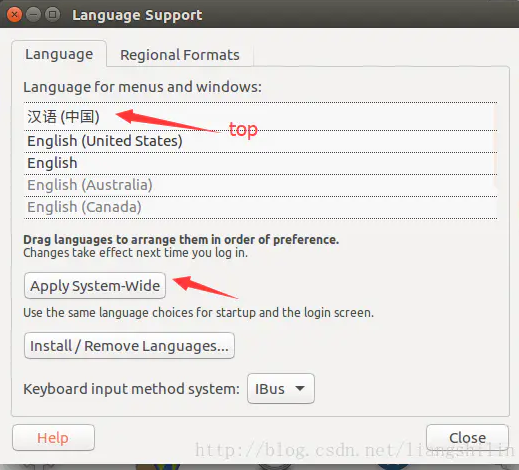 Language Support
Language
Regional Formats
Language for menus and windows:
汉语 (中国)
top
English (United States)
English
English (Australia)
English (Canada)
Drag languages to arrange them in order of preference.
Changes take effect next time you log in.
Apply System-Wide
Use the same language choices for startup and the login screen.
Install / Remove Languages...
Keyboard input method system: IBus
Help
Close
http://blog.csdn.net/liangshilin